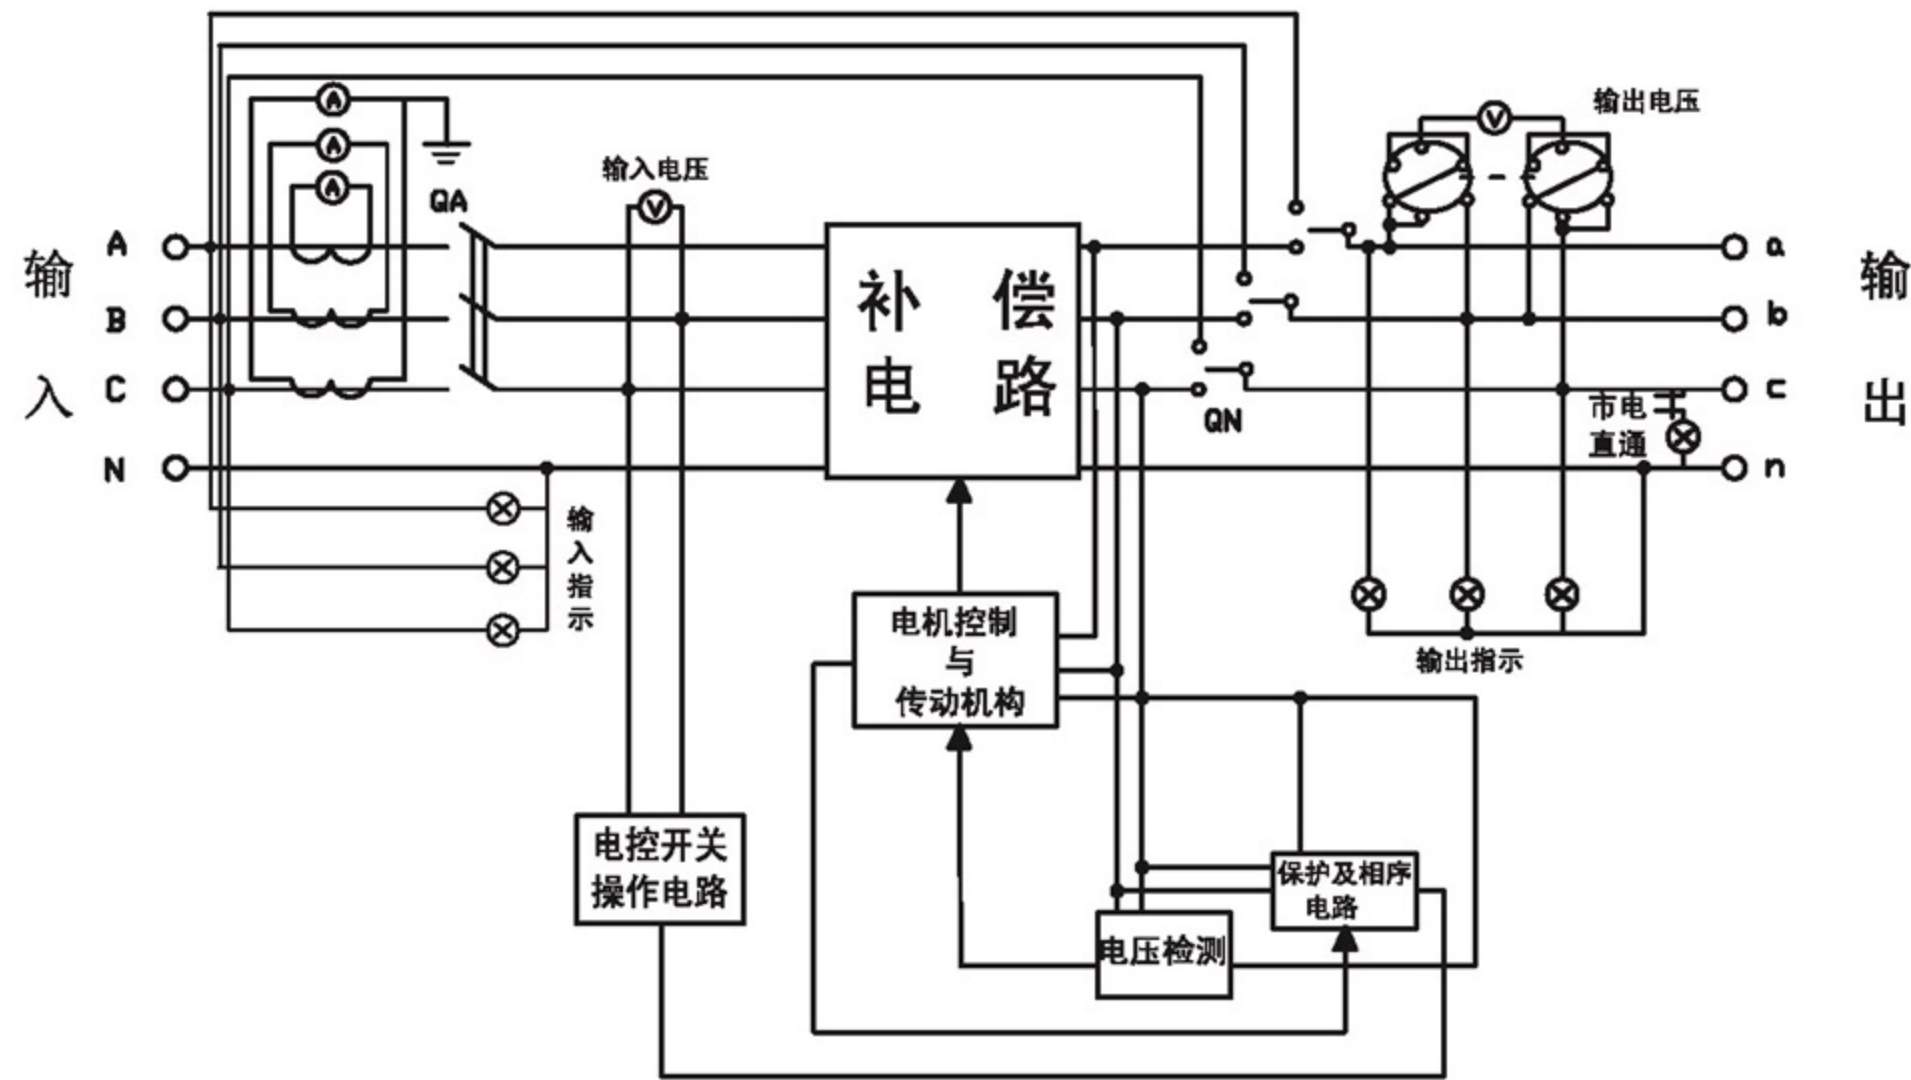 A
A
A
QA
输入电压
V
V
输出电压
输
入
A
B
C
N
补 偿
电 路
QN
a
b
c
n
输
出
市电
直通
输
入
指
示
电机控制
与
传动机构
输出指示
电控开关
操作电路
保护及相序
电路
电压检测